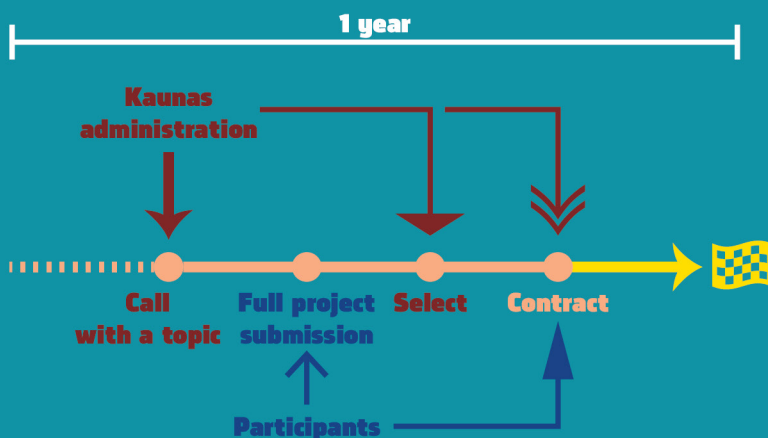 1 year
Kaunas
administration
Call
with a topic
Full project
submission
Select
Contract
Participants